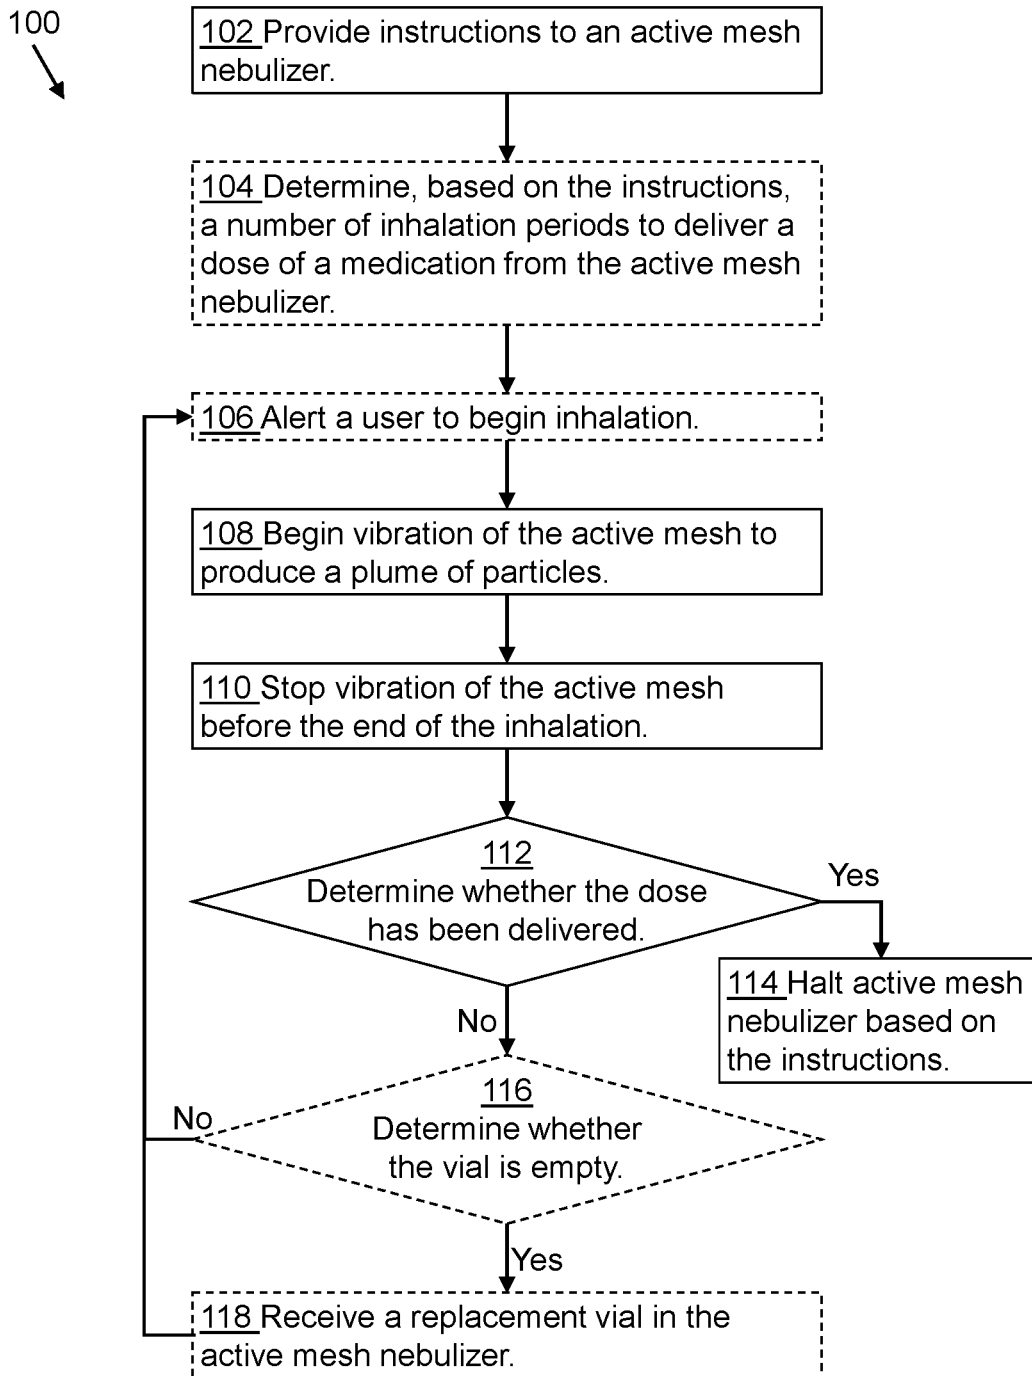 100
102 Provide instructions to an active mesh
nebulizer.
104 Determine, based on the instructions,
a number of inhalation periods to deliver a
dose of a medication from the active mesh
nebulizer.
106 Alert a user to begin inhalation.
108 Begin vibration of the active mesh to
produce a plume of particles.
110 Stop vibration of the active mesh
before the end of the inhalation.
112
Determine whether the dose
has been delivered.
Yes
114 Halt active mesh
nebulizer based on
the instructions.
No
116
Determine whether
the vial is empty.
No
Yes
118 Receive a replacement vial in the
active mesh nebulizer.